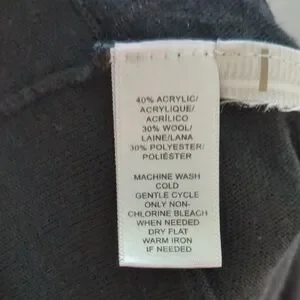 40% ACRYLIC/
ACRYLIQUE/
ACRÍLICO
30% WOOL/
LAINE/LANA
30% POLYESTER/
POLIÉSTER
MACHINE WASH
COLD
GENTLE CYCLE
ONLY NON-
CHLORINE BLEACH
WHEN NEEDED
DRY FLAT
WARM IRON
IF NEEDED